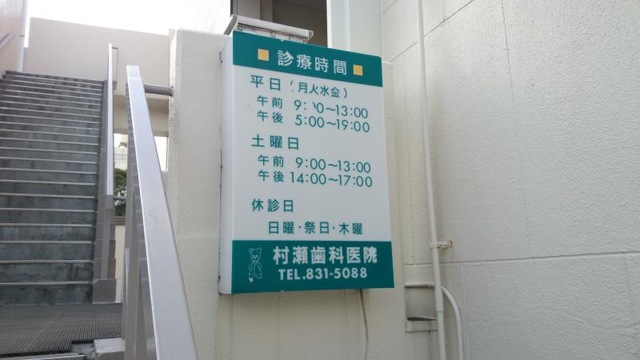 診療時間
平日(月火水金)
午前 9:00~13:00
午後 5:00~19:00
土曜日
午前 9:00~13:00
午後 14:00~17:00
休診日
日曜・祭日・木曜
村瀬歯科医院
TEL.831-5088